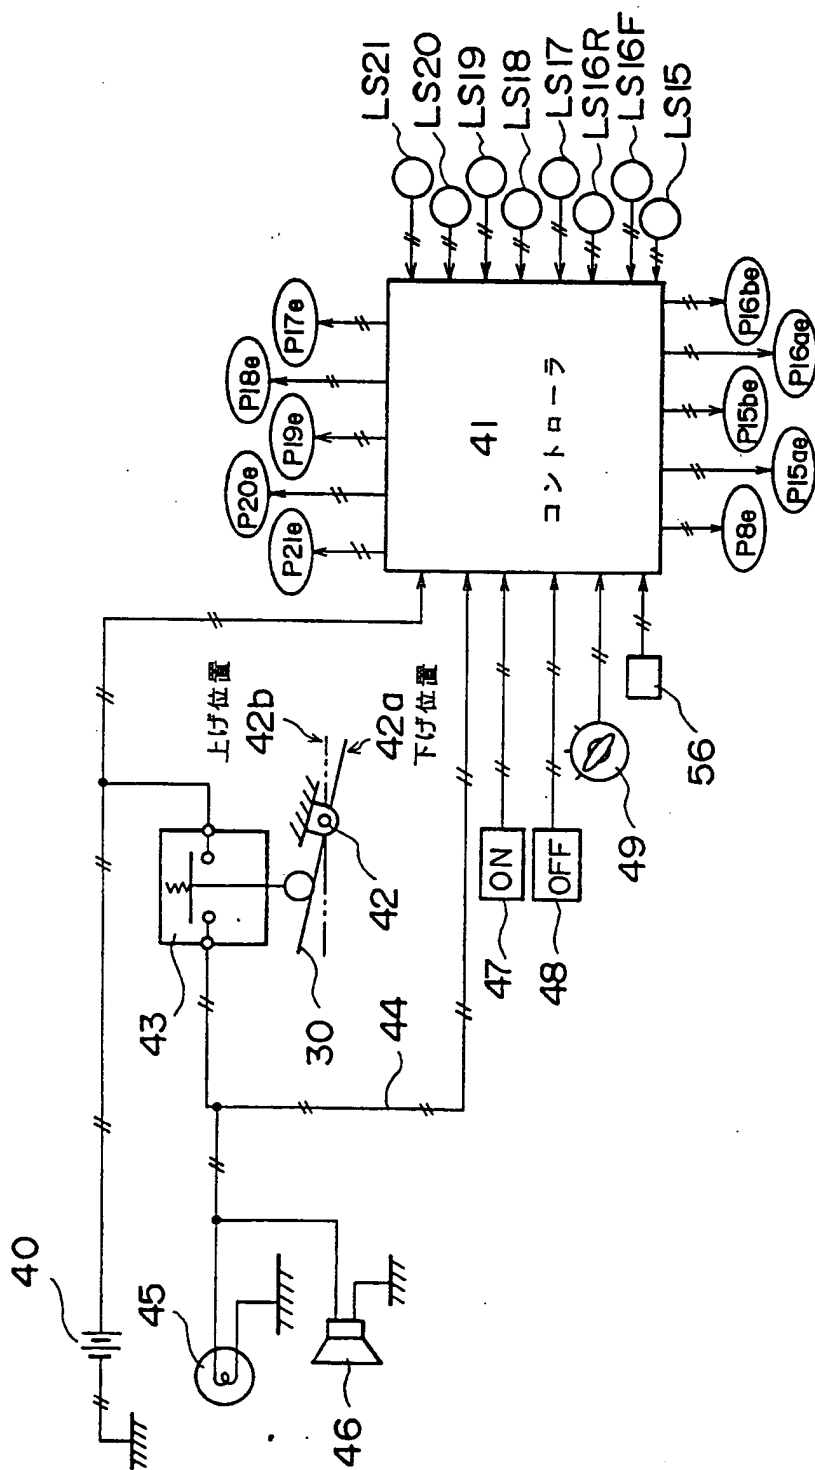 40
45
46
43
30
42
44
上げ位置
42b
42a
下げ位置
47
ON
48
OFF
49
56
P21e
P20e
P19e
P18e
P17e
41
コントローラ
P8e
P15ae
P15be
P16ae
P16be
LS21
LS20
LS19
LS18
LS17
LS16R
LS16F
LS15